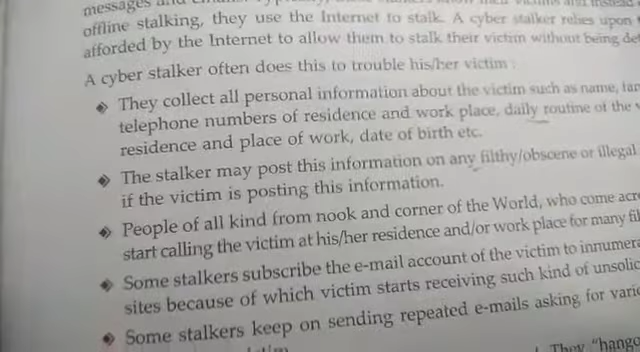 messages and
offline stalking, they use the Internet to stalk. A cyber stalker relies upon
afforded by the Internet to allow them to stalk their victim without being
A cyber stalker often does this to trouble his/her victim :
They collect all personal information about the victim such as name,
telephone numbers of residence and work place, daily routine of the
residence and place of work, date of birth etc.
The stalker may post this information on any filthy/obscene or illegal
if the victim is posting this information.
People of all kind from nook and corner of the World, who come
start calling the victim at his/her residence and/or work place for many
Some stalkers subscribe the e-mail account of the victim to
sites because of which victim starts receiving such kind of
Some stalkers keep on sending repeated e-mails asking for
They